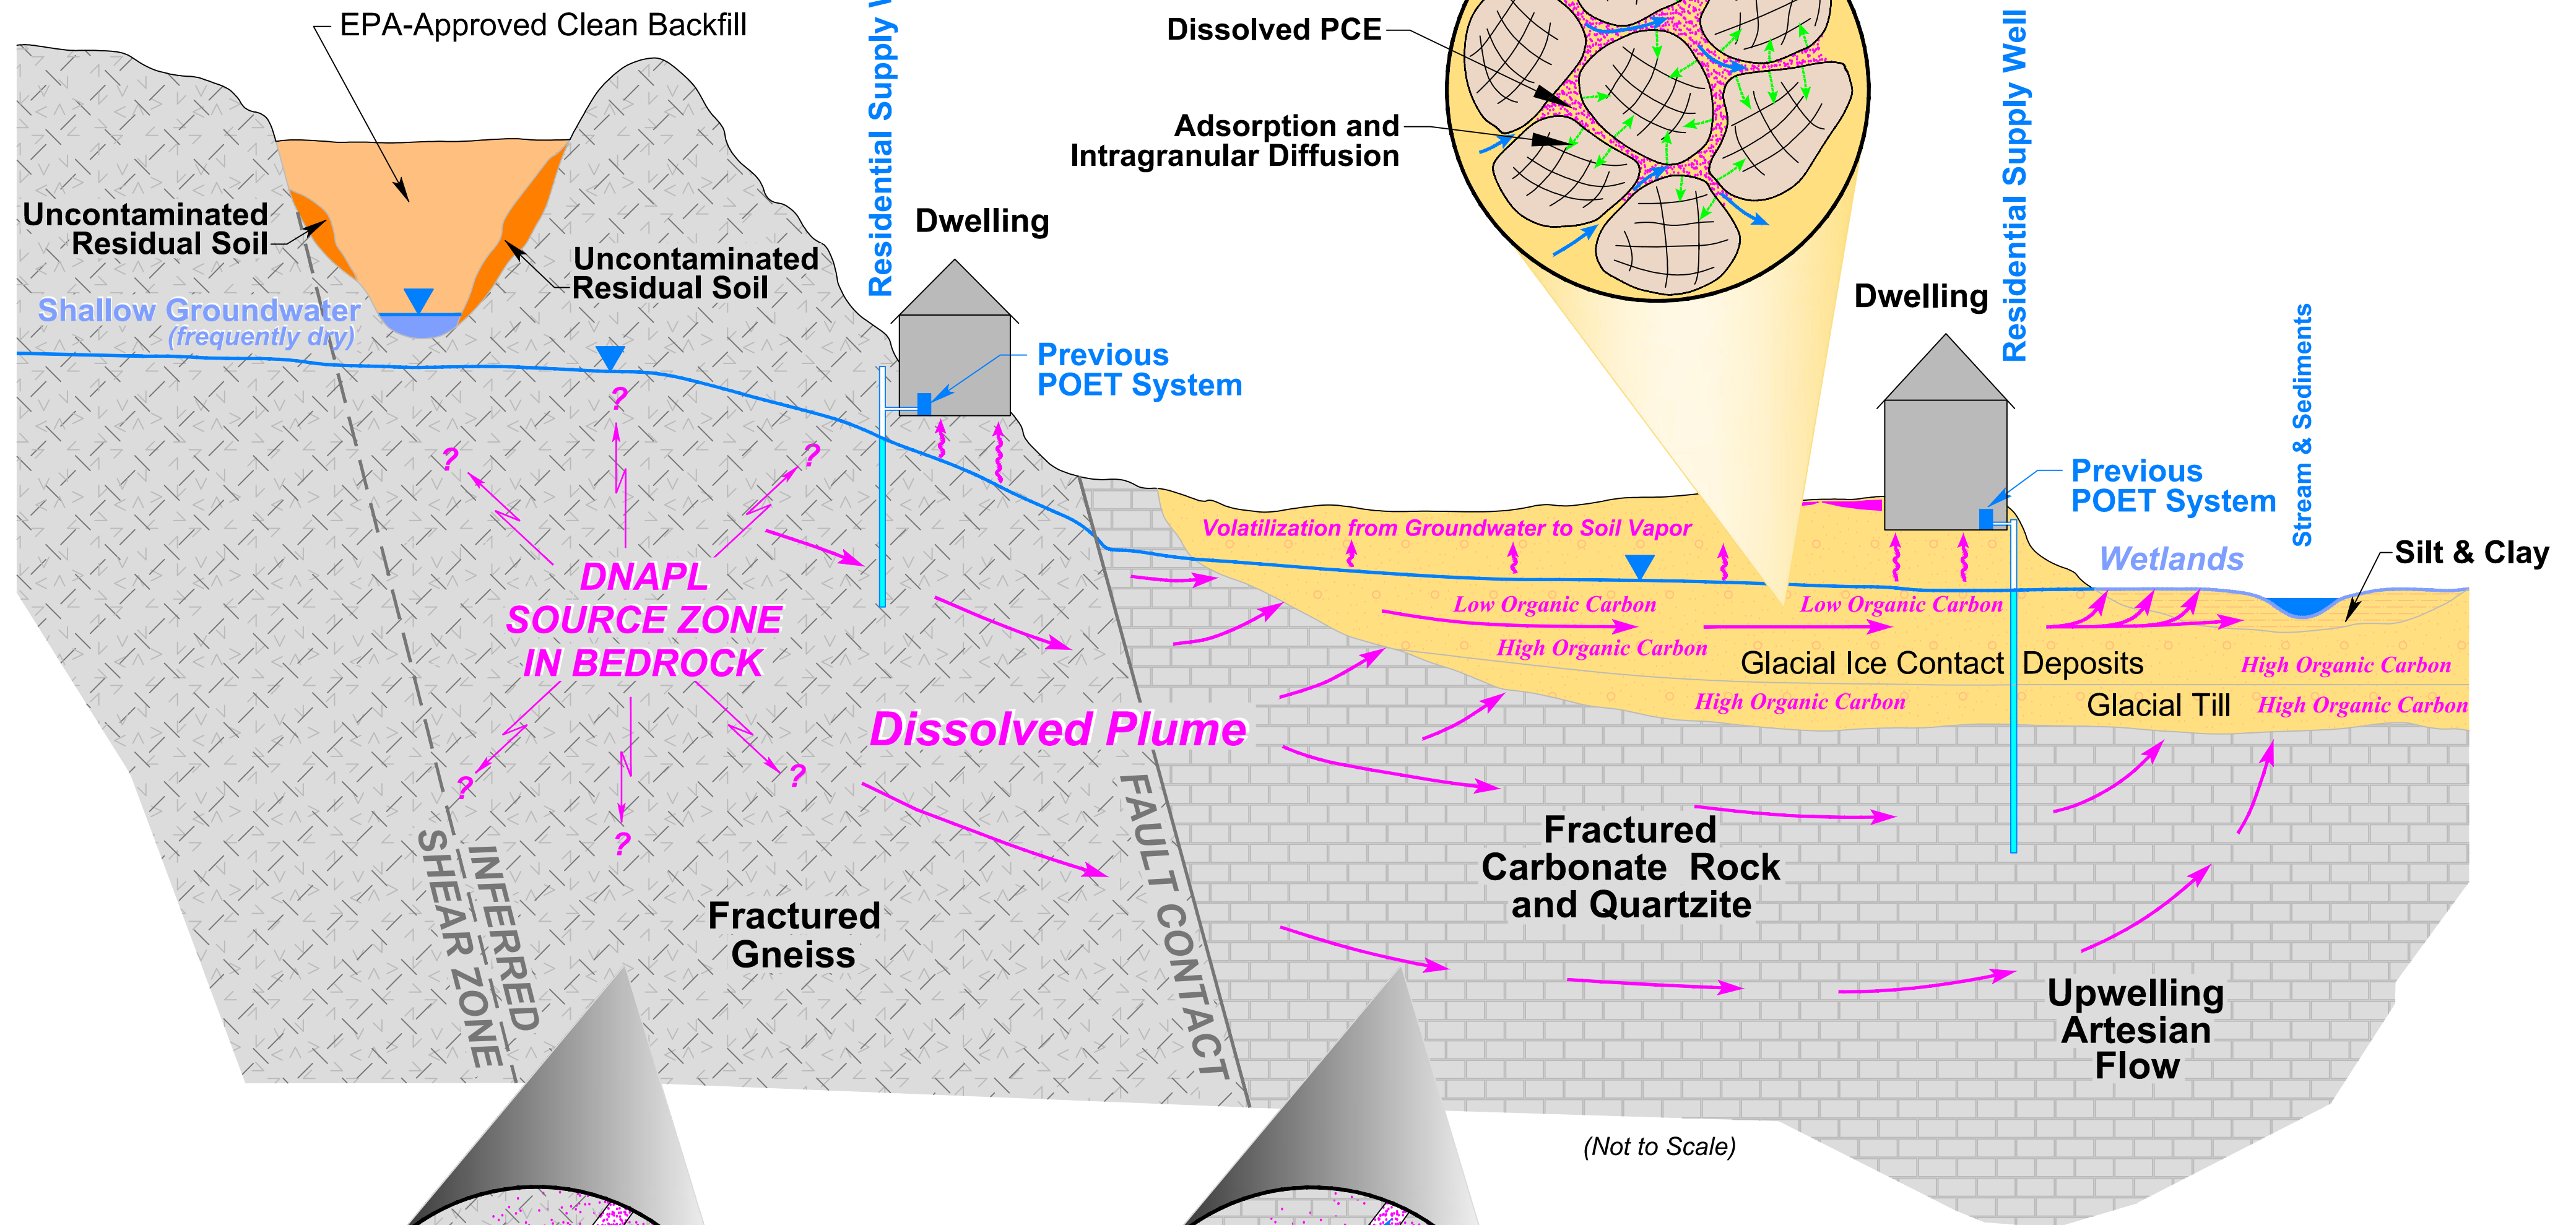 EPA-Approved Clean Backfill
Residential Supply
Dissolved PCE
Adsorption and
Intragranular Diffusion
Residential Supply Well
Uncontaminated
Residual Soil
Uncontaminated
Residual Soil
Dwelling
Shallow Groundwater
(frequently dry)
Previous
POET System
Dwelling
Stream & Sediments
Previous
POET System
Wetlands
Silt & Clay
?
?
?
Volatilization from Groundwater to Soil Vapor
DNAPL
SOURCE ZONE
IN BEDROCK
Low Organic Carbon
Low Organic Carbon
High Organic Carbon
Glacial Ice Contact Deposits
High Organic Carbon
High Organic Carbon
Glacial Till
High Organic Carbon
Dissolved Plume
?
?
?
FAULT CONTACT
INFERRED
SHEAR ZONE
Fractured
Gneiss
Fractured
Carbonate Rock
and Quartzite
Upwelling
Artesian
Flow
(Not to Scale)